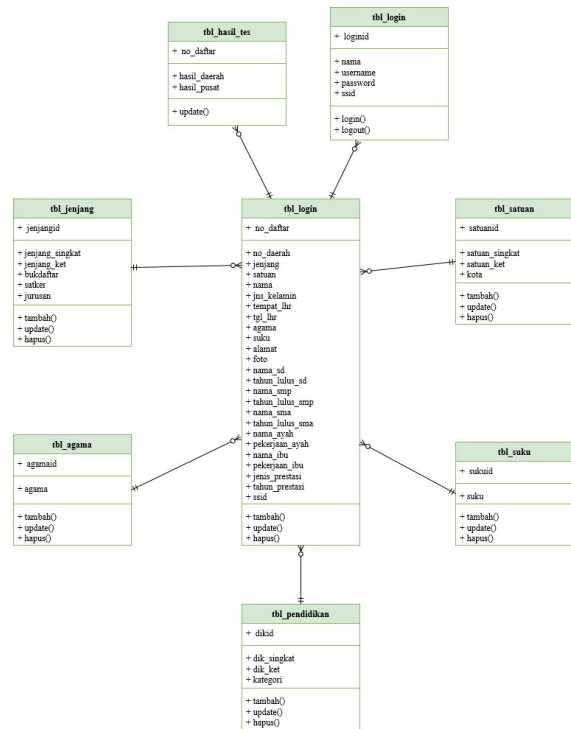 tbl_hasil_tes
+ no_daftar
+ hasil_daerah
+ hasil_pusat
+ update()
tbl_login
+ loginid
+ nama
+ username
+ password
+ ssid
+ login()
+ logout()
tbl_jenjang
+ jenjangid
+ jenjang_singkat
+ jenjang_ket
+ bukdaftar
+ satker
+ jurusan
+ tambah()
+ update()
+ hapus()
tbl_login
+ no_daftar
+ no_daerah
+ jenjang
+ satuan
+ nama
+ jns_kelamin
+ tempat_lhr
+ tgl_lhr
+ agama
+ suku
+ alamat
+ foto
+ nama_sd
+ tahun_lulus_sd
+ nama_smp
+ tahun_lulus_smp
+ nama_sma
+ tahun_lulus_sma
+ nama_ayah
+ pekerjaan_ayah
+ nama_ibu
+ pekerjaan_ibu
+ jenis_prestasi
+ tahun_prestasi
+ ssid
+ tambah()
+ update()
+ hapus()
tbl_satuan
+ satuanid
+ satuan_singkat
+ satuan_ket
+ kota
+ tambah()
+ update()
+ hapus()
tbl_agama
+ agamaid
+ agama
+ tambah()
+ update()
+ hapus()
tbl_suku
+ sukuid
+ suku
+ tambah()
+ update()
+ hapus()
tbl_pendidikan
+ dikid
+ dik_singkat
+ dik_ket
+ kategori
+ tambah()
+ update()
+ hapus()